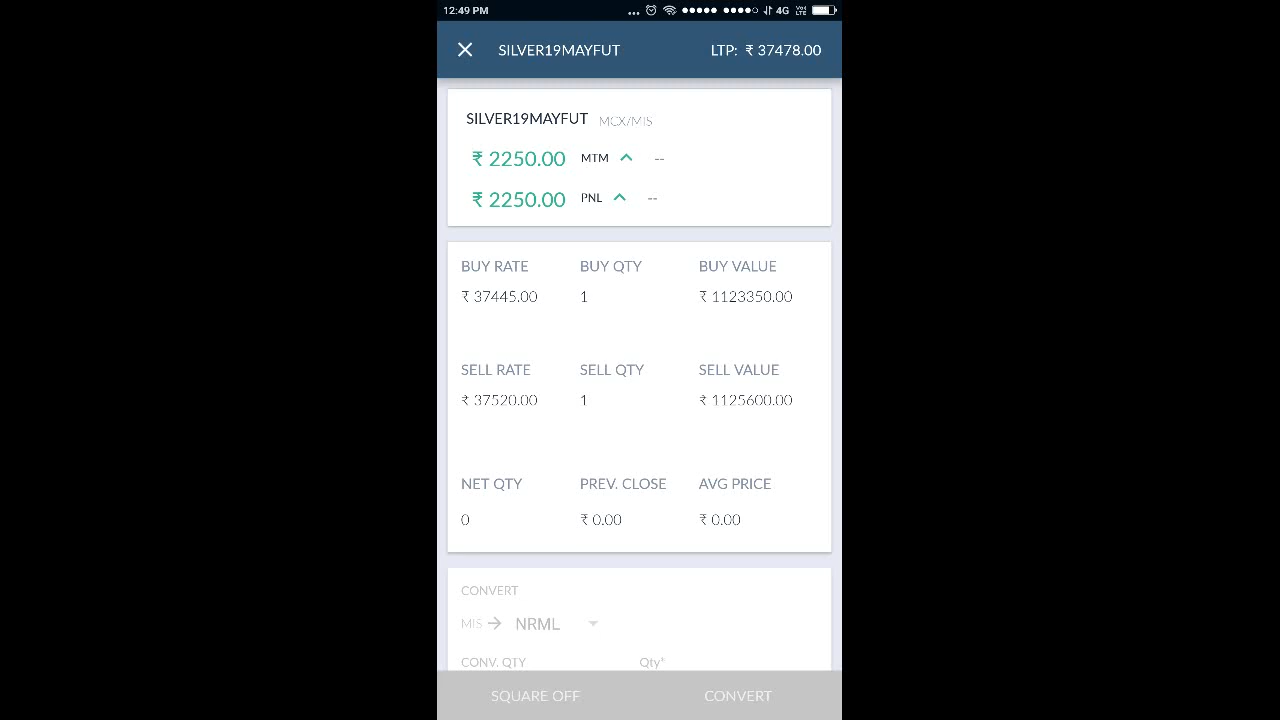 12:49 PM ... 4G VoLTE
SILVER19MAYFUT LTP: ₹ 37478.00
SILVER19MAYFUT MCX/MIS
₹ 2250.00 MTM --
₹ 2250.00 PNL --
BUY RATE BUY QTY BUY VALUE
₹ 37445.00 1 ₹ 1123350.00
SELL RATE SELL QTY SELL VALUE
₹ 37520.00 1 ₹ 1125600.00
NET QTY PREV. CLOSE AVG PRICE
0 ₹ 0.00 ₹ 0.00
CONVERT
MIS → NRML
CONV. QTY Qty*
SQUARE OFF CONVERT